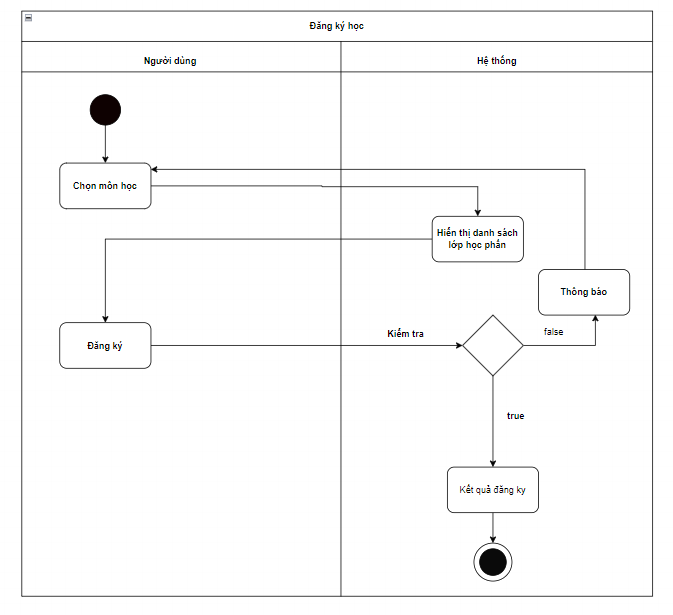 Đăng ký học
Người dùng
Hệ thống
Chọn môn học
Hiển thị danh sách
lớp học phần
Thông báo
Đăng ký
Kiểm tra
false
true
Kết quả đăng ky